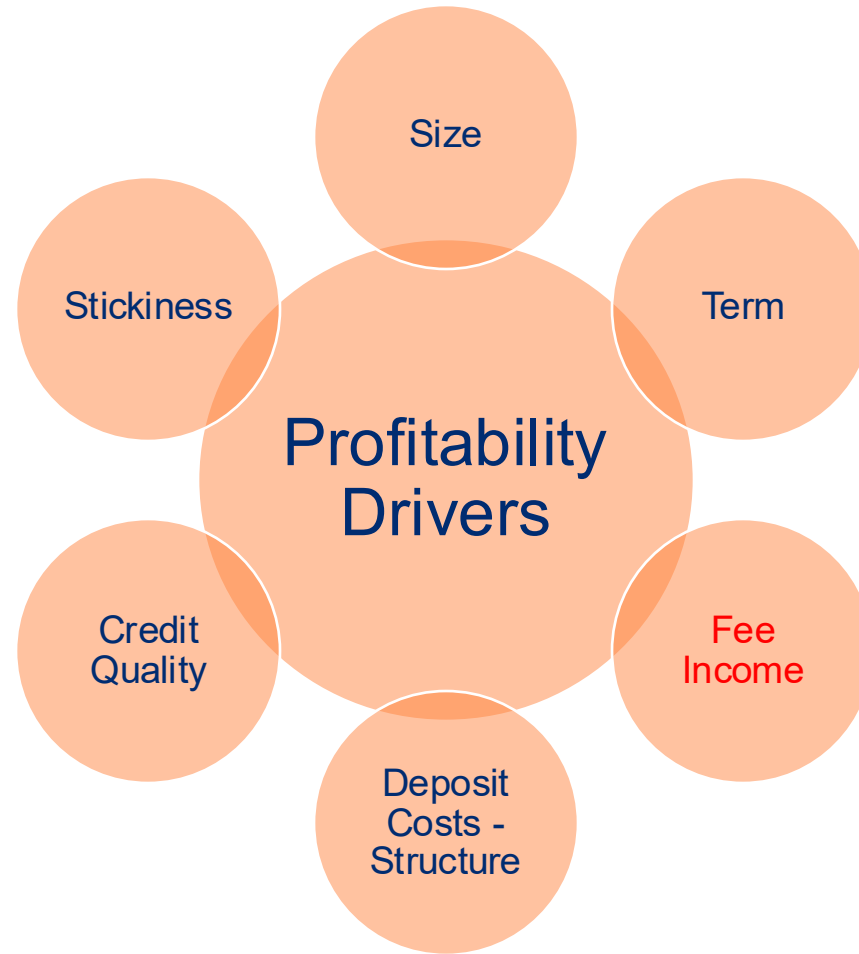 Size
Stickiness
Term
Profitability
Drivers
Credit
Quality
Fee
Income
Deposit
Costs -
Structure